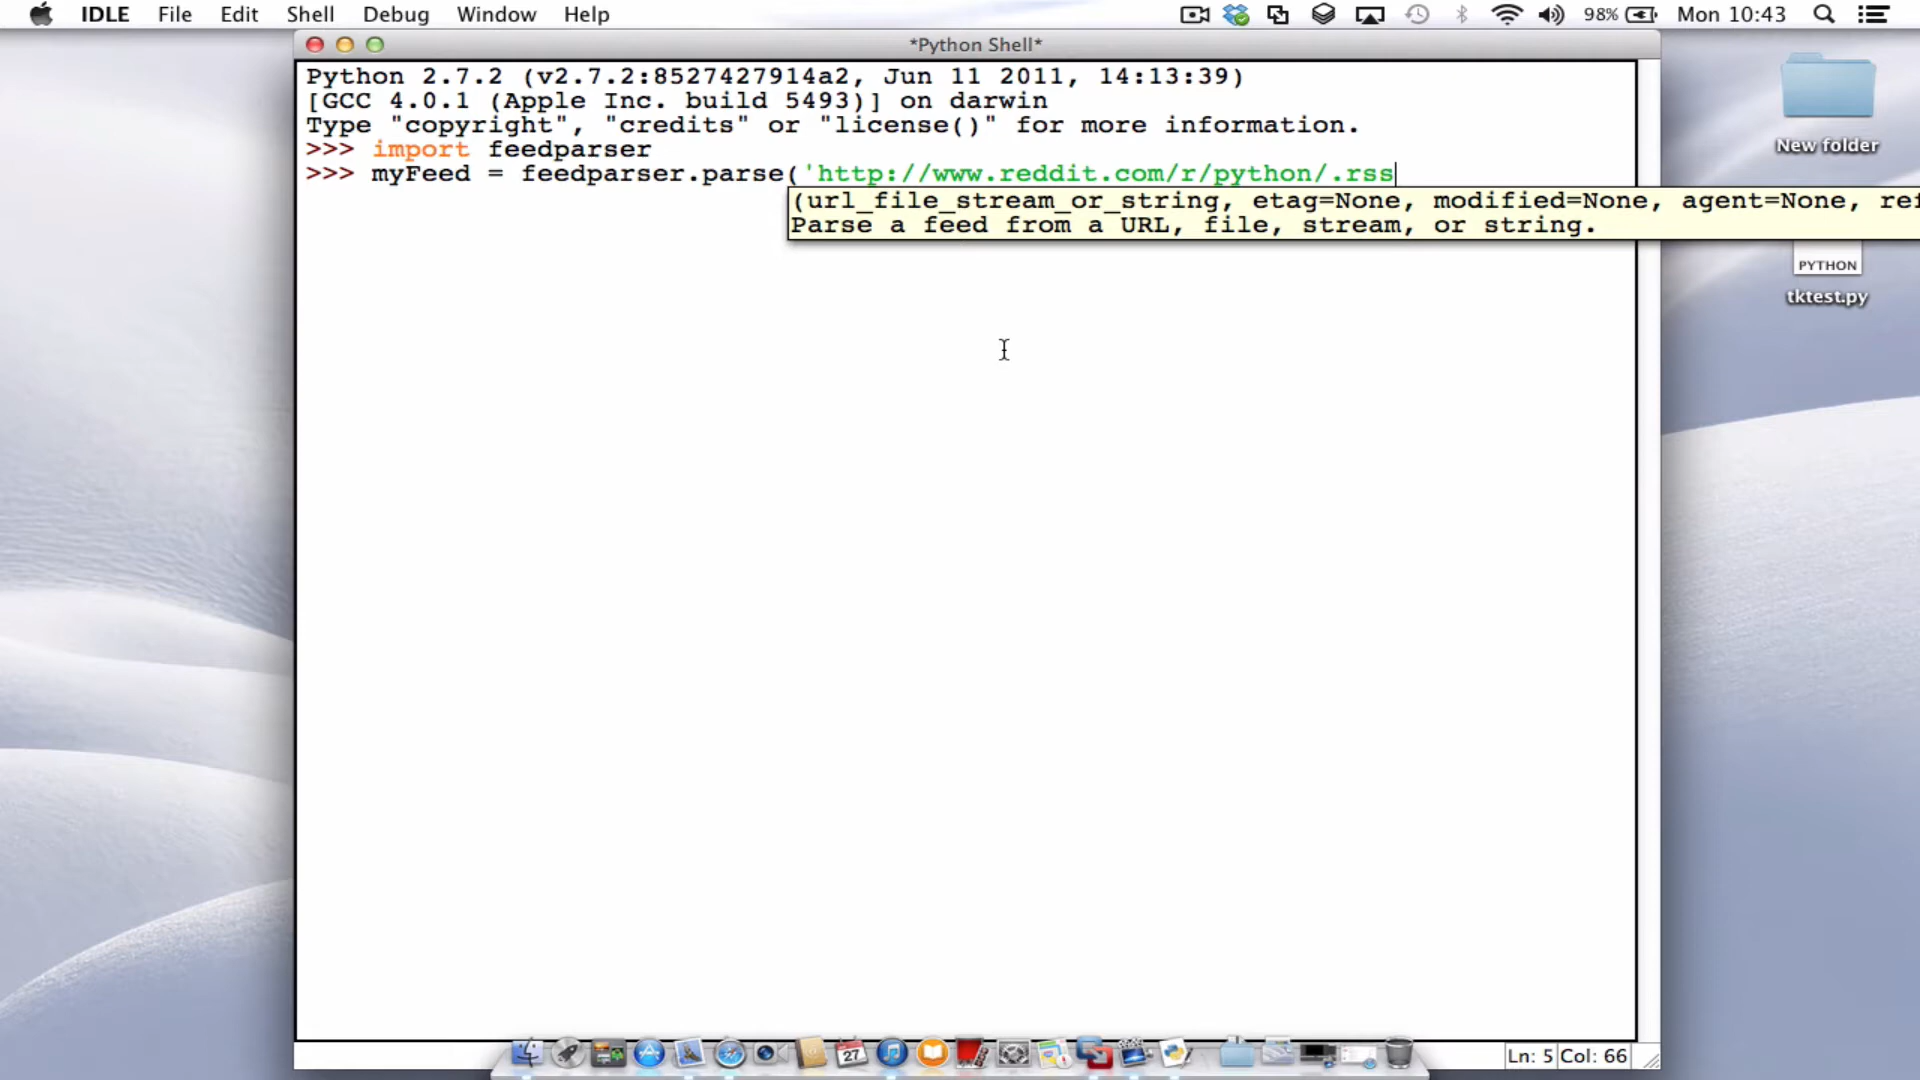 IDLE File Edit Shell Debug Window Help 98% Mon 10:43
*Python Shell*
Python 2.7.2 (v2.7.2:8527427914a2, Jun 11 2011, 14:13:39)
[GCC 4.0.1 (Apple Inc. build 5493)] on darwin
Type "copyright", "credits" or "license()" for more information.
>>> import feedparser
>>> myFeed = feedparser.parse('http://www.reddit.com/r/python/.rss
(url_file_stream_or_string, etag=None, modified=None, agent=None, ref
Parse a feed from a URL, file, stream, or string.
New folder
PYTHON
tktest.py
27
Ln: 5 Col: 66